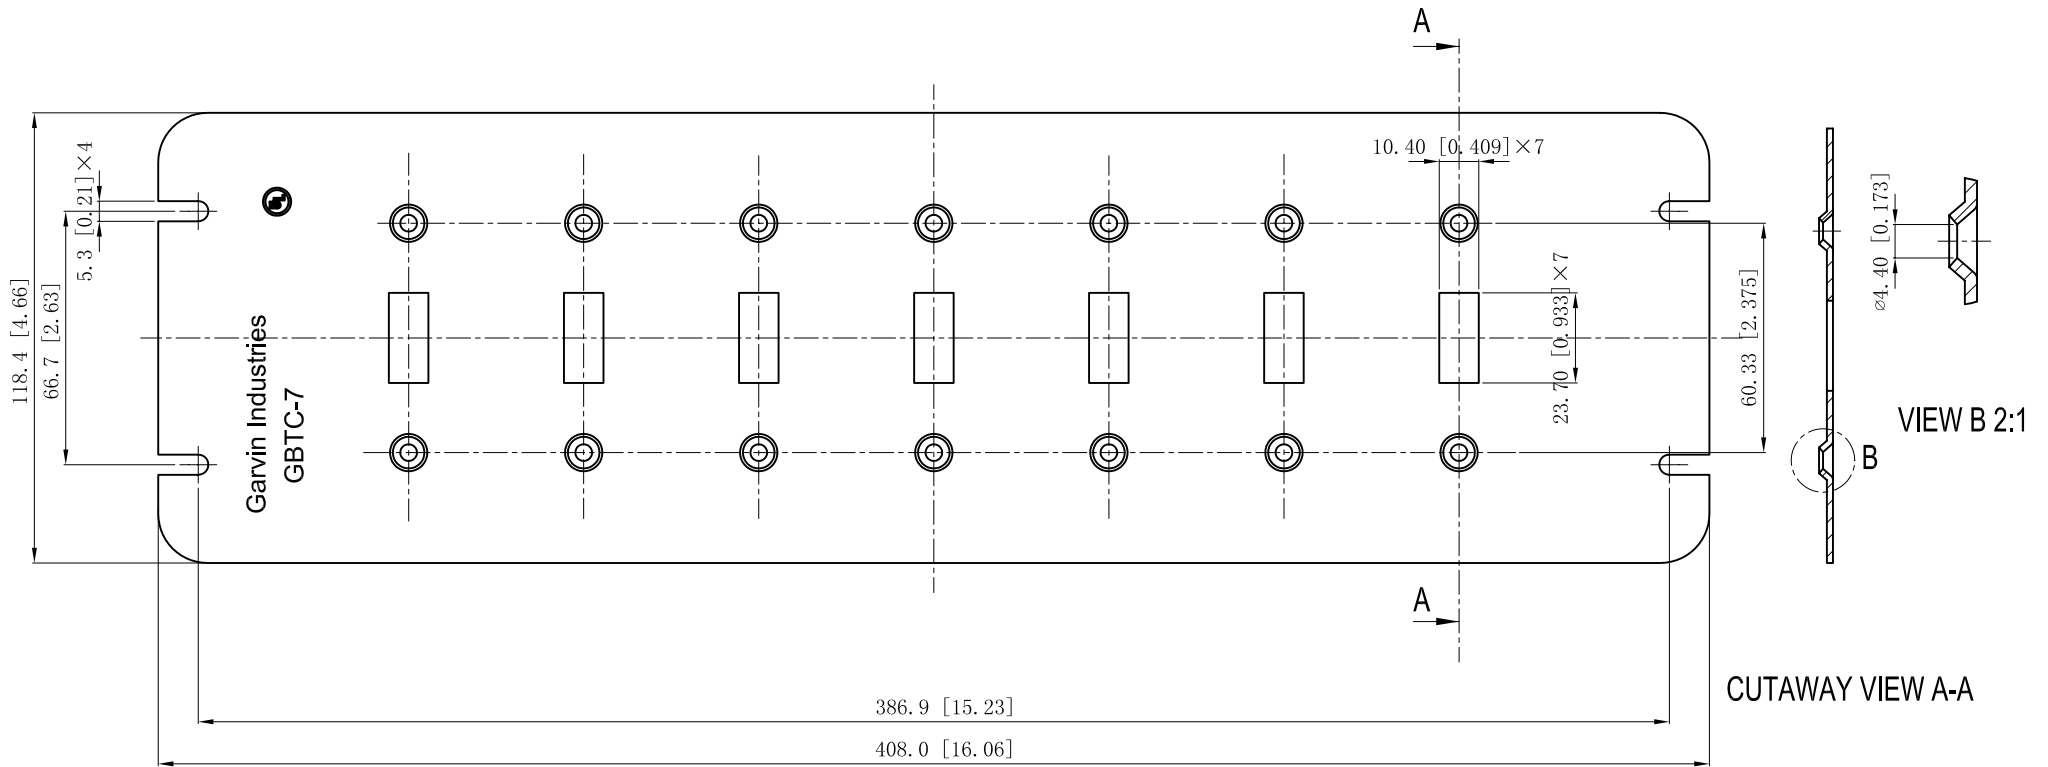 A
10.40 [0.409]×7
5.3 [0.21]×4
118.4 [4.66]
66.7 [2.63]
Garvin Industries
GBTC-7
23.70 [0.933]×7
60.33 [2.375]
⌀4.40 [0.173]
VIEW B 2:1
B
A
CUTAWAY VIEW A-A
386.9 [15.23]
408.0 [16.06]